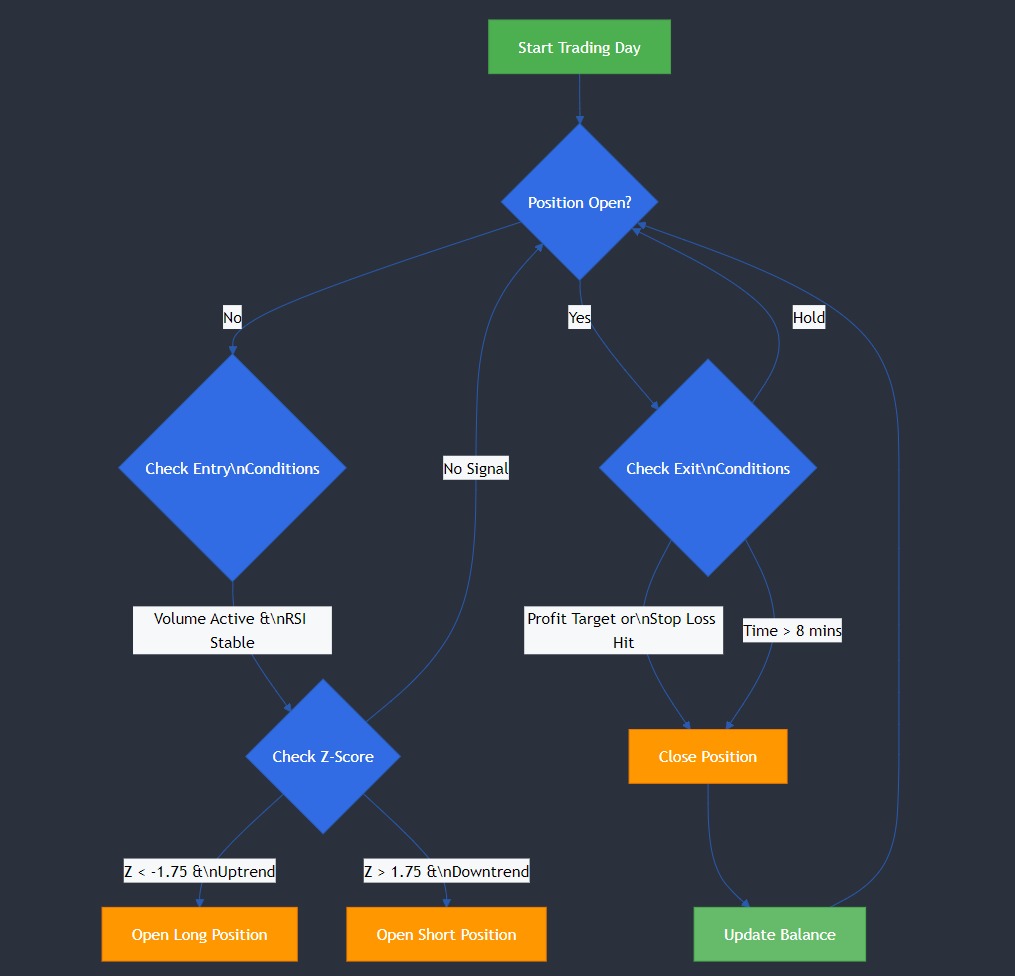 Start Trading Day
Position Open?
No
Yes
Hold
Check Entry\nConditions
No Signal
Check Exit\nConditions
Volume Active &\nRSI
Stable
Profit Target or\nStop Loss
Hit
Time > 8 mins
Check Z-Score
Close Position
Z < -1.75 &\nUptrend
Z > 1.75 &\nDowntrend
Open Long Position
Open Short Position
Update Balance